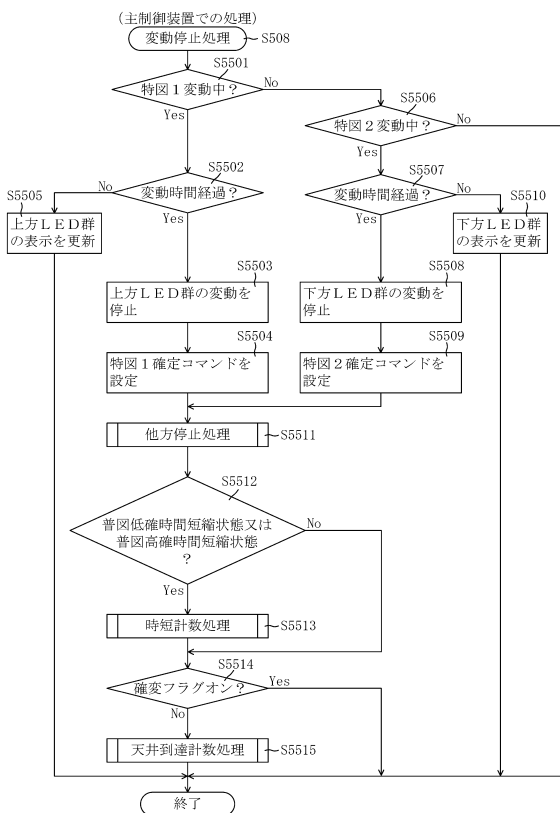 (主制御装置での処理)
変動停止処理
S508
S5501
特図1変動中?
No
Yes
S5506
特図2変動中?
No
Yes
S5502
変動時間経過?
No
Yes
S5505
上方LED群
の表示を更新
S5507
変動時間経過?
No
Yes
S5510
下方LED群
の表示を更新
S5503
上方LED群の変動を
停止
S5508
下方LED群の変動を
停止
S5504
特図1確定コマンドを
設定
S5509
特図2確定コマンドを
設定
他方停止処理
S5511
S5512
普図低確時間短縮状態又は
普図高確時間短縮状態
?
No
Yes
時短計数処理
S5513
S5514
確変フラグオン?
Yes
No
天井到達計数処理
S5515
終了